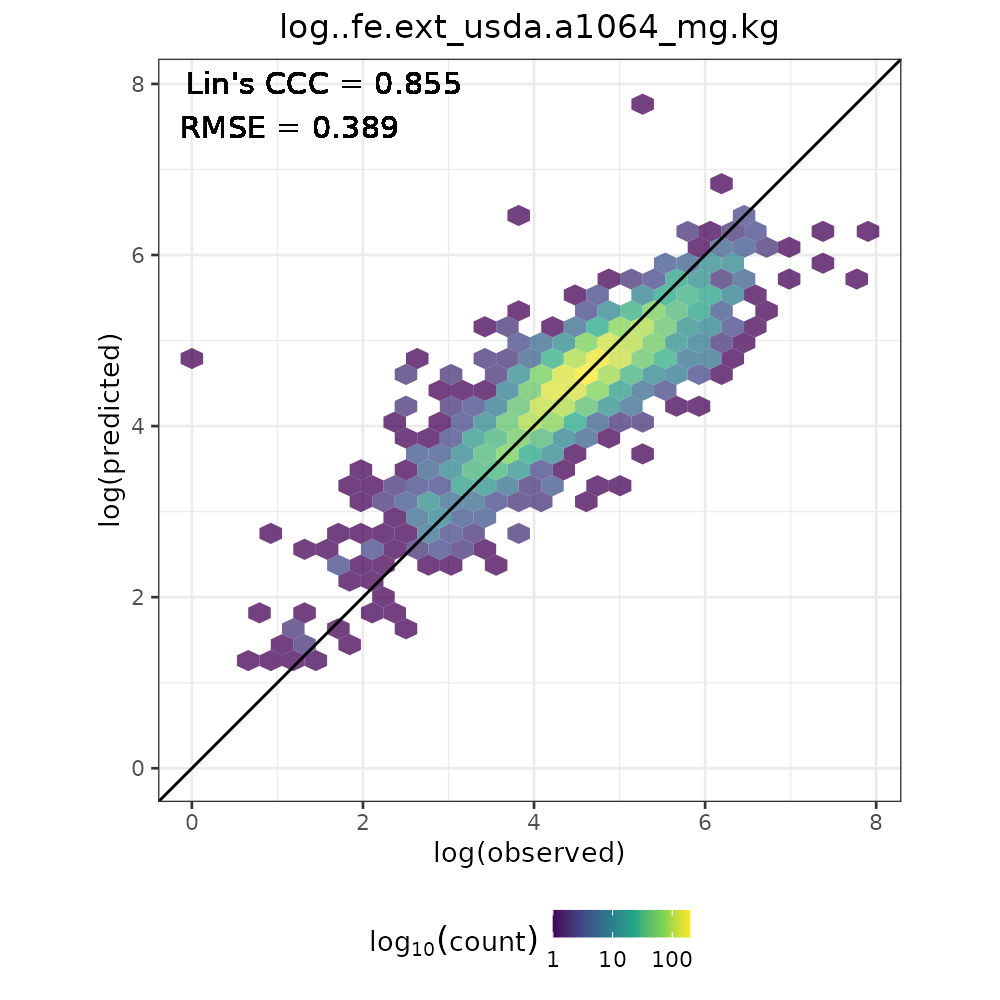 log..fe.ext_usda.a1064_mg.kg
Lin's CCC = 0.855
RMSE = 0.389
8
6
4
2
0
log(predicted)
0 2 4 6 8
log(observed)
log10(count)
1 10 100